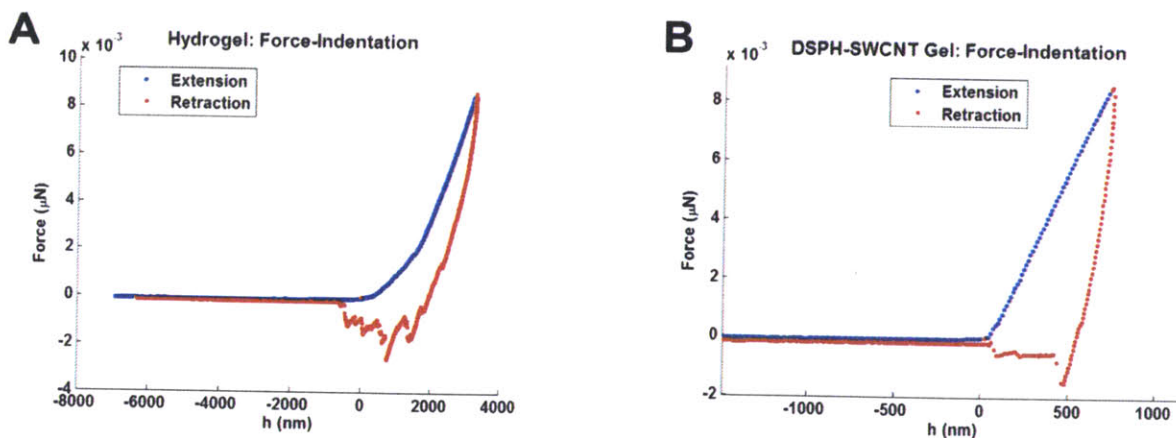 A
Hydrogel: Force-Indentation
x 10⁻³
10
8
6
4
2
0
-2
-4
Force (μN)
Extension
Retraction
-8000 -6000 -4000 -2000 0 2000 4000
h (nm)
B
DSPH-SWCNT Gel: Force-Indentation
x 10⁻³
8
6
4
2
0
-2
Force (μN)
Extension
Retraction
-1000 -500 0 500 1000
h (nm)